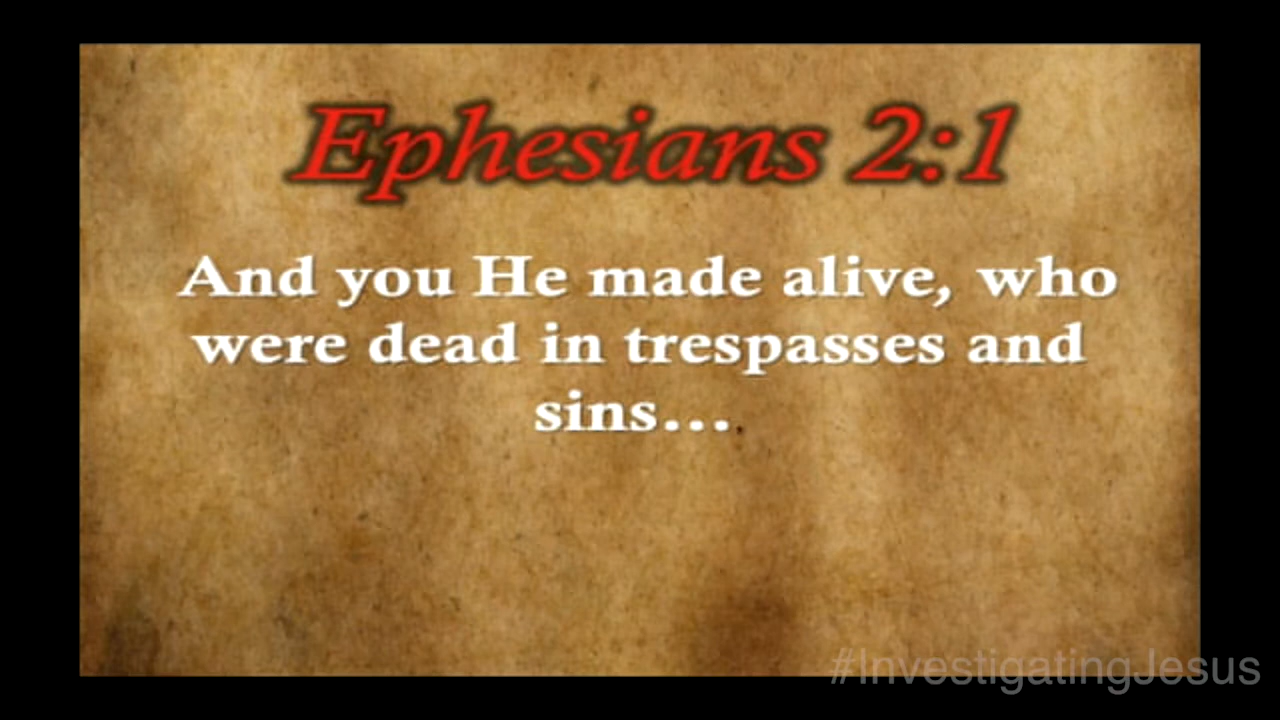 Ephesians 2:1
And you He made alive, who
were dead in trespasses and
sins...
#InvestigatingJesus